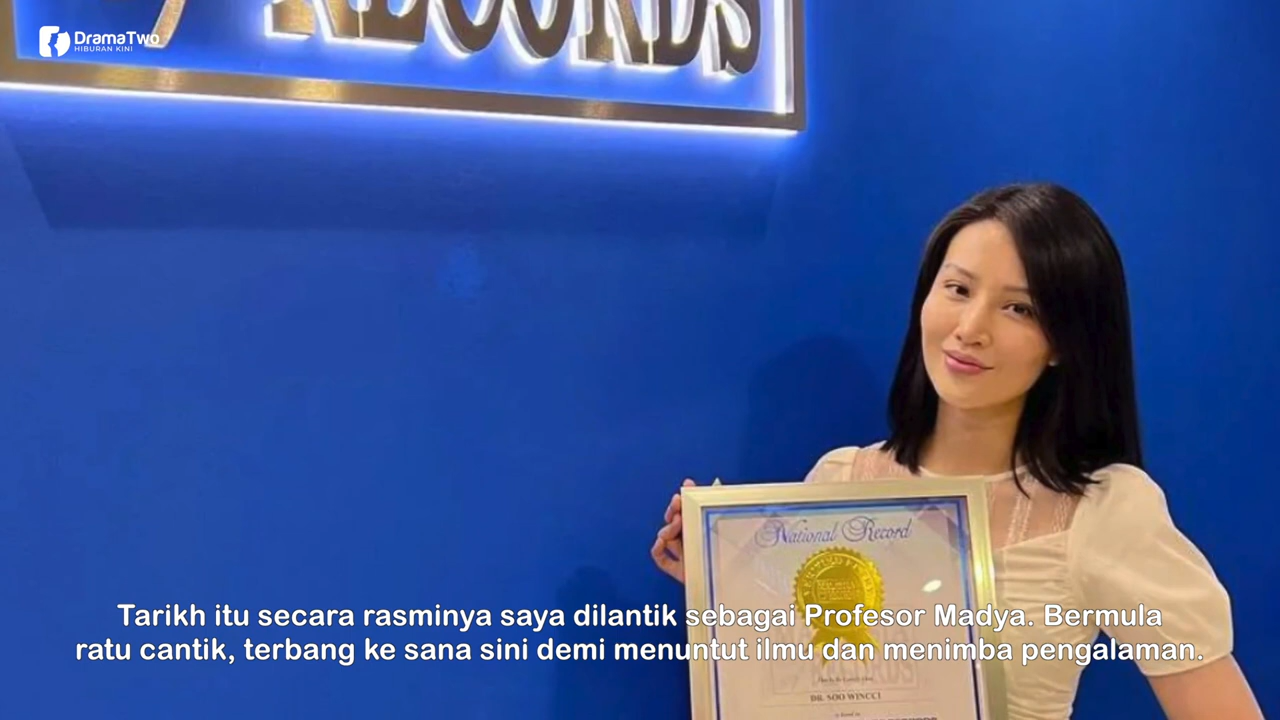 DramaTwo
HIBURAN KINI
RECORDS
National Record
Tarikh itu secara rasminya saya dilantik sebagai Profesor Madya. Bermula
ratu cantik, terbang ke sana sini demi menuntut ilmu dan menimba pengalaman.
RECORDS
DR. SOO WINCCI